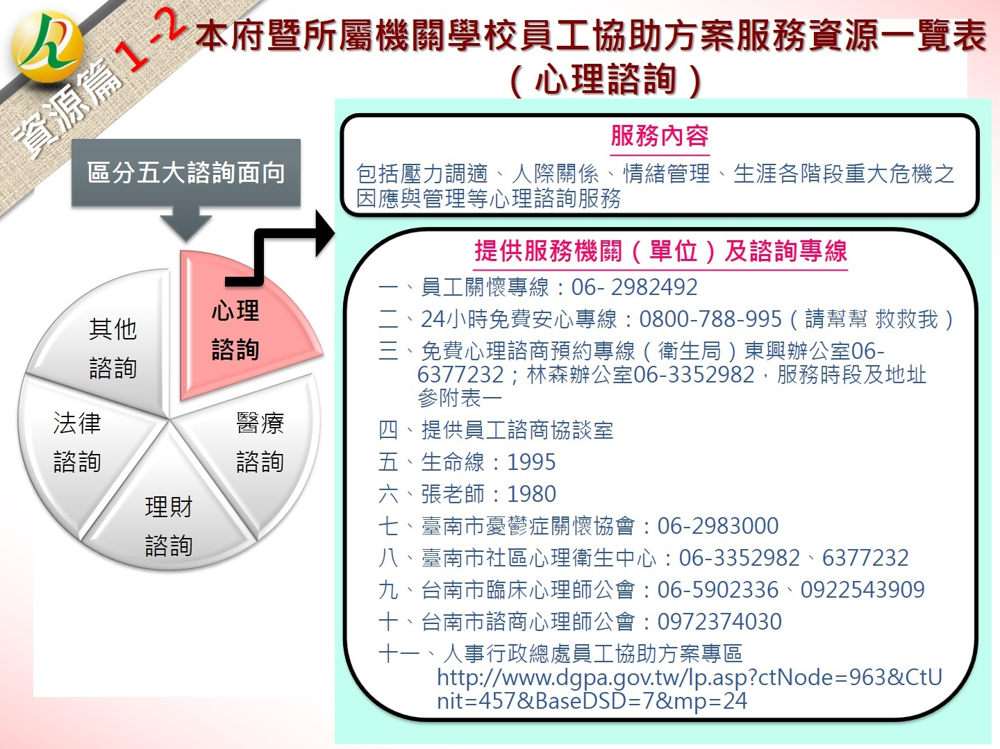 資源篇1-2
本府暨所屬機關學校員工協助方案服務資源一覽表
（心理諮詢）
區分五大諮詢面向
心理
諮詢
醫療
諮詢
理財
諮詢
法律
諮詢
其他
諮詢
服務內容
包括壓力調適、人際關係、情緒管理、生涯各階段重大危機之
因應與管理等心理諮詢服務
提供服務機關（單位）及諮詢專線
一、員工關懷專線：06- 2982492
二、24小時免費安心專線：0800-788-995（請幫幫 救救我）
三、免費心理諮商預約專線（衛生局）東興辦公室06-
6377232；林森辦公室06-3352982，服務時段及地址
參附表一
四、提供員工諮商協談室
五、生命線：1995
六、張老師：1980
七、臺南市憂鬱症關懷協會：06-2983000
八、臺南市社區心理衛生中心：06-3352982、6377232
九、台南市臨床心理師公會：06-5902336、0922543909
十、台南市諮商心理師公會：0972374030
十一、人事行政總處員工協助方案專區
http://www.dgpa.gov.tw/lp.asp?ctNode=963&CtU
nit=457&BaseDSD=7&mp=24